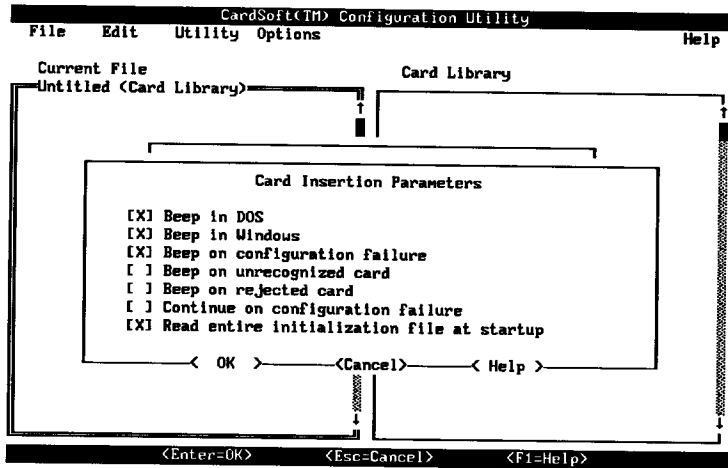 CardSoft(TM) Configuration Utility
File Edit Utility Options Help
Current File
Card Library
Untitled (Card Library)
Card Insertion Parameters
[X] Beep in DOS
[X] Beep in Windows
[X] Beep on configuration failure
[ ] Beep on unrecognized card
[ ] Beep on rejected card
[ ] Continue on configuration failure
[X] Read entire initialization file at startup
< OK > <Cancel> < Help >
<Enter=OK> <Esc=Cancel> <F1=Help>